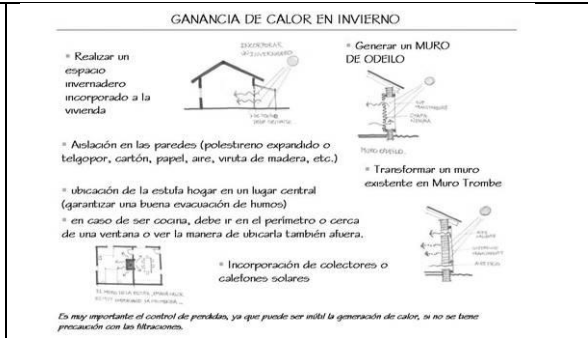 GANANCIA DE CALOR EN INVIERNO
Realizar un
espacio
invernadero
incorporado a la
vivienda
INCORPORAR
UN INVERNADERO
Generar un MURO
DE ODEILO
MURO ODEILLO
Aislación en las paredes (polestireno expandido o
telgopor, cartón, papel, aire, viruta de madera, etc.)
Transformar un muro
existente en Muro Trombe
ubicación de la estufa hogar en un lugar central
(garantizar una buena evacuación de humos)
en caso de ser cocina, debe ir en el perímetro o cerca
de una ventana o ver la manera de ubicarla también afuera.
Incorporación de colectores o
calefones solares
Es muy importante el control de perdidas, ya que puede ser inútil la generación de calor, si no se tiene
precaución con las filtraciones.